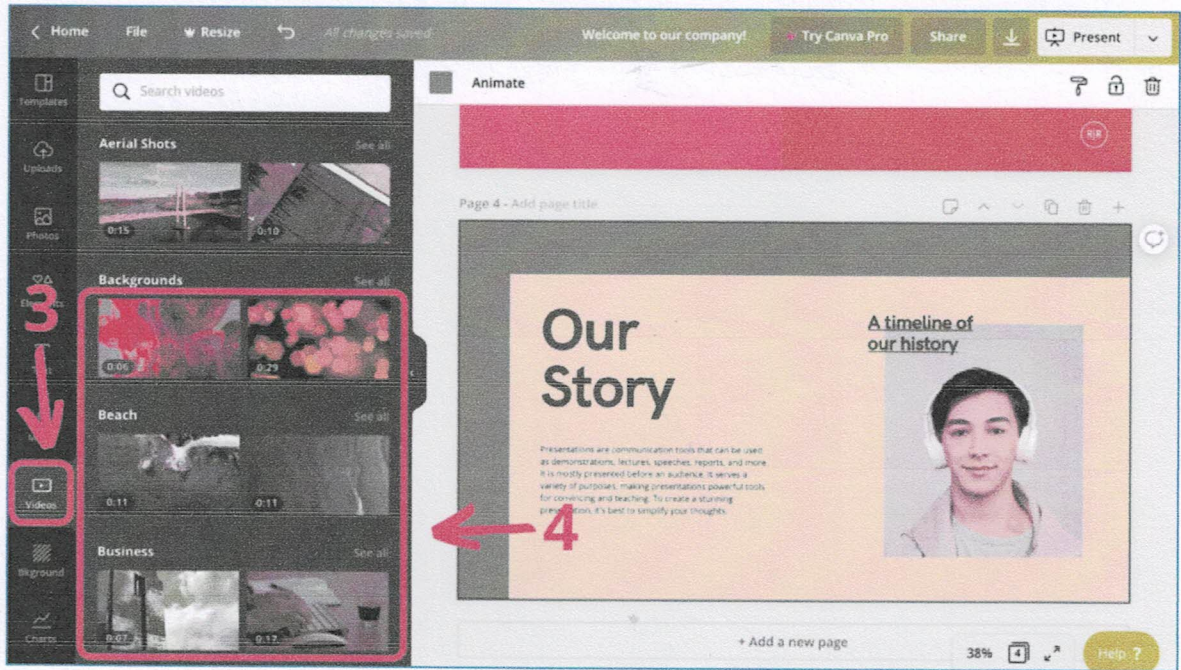 Home File Resize All changes saved Welcome to our company! Try Canva Pro Share Present
Templates
Uploads
Photos
Videos
Bkground
Charts
Search videos
Aerial Shots See all
0:15 0:10
Backgrounds See all
0:06 0:29
Beach See all
0:11 0:11
Business See all
0:07 0:17
3
4
Animate
Page 4 - Add page title
Our
Story
A timeline of
our history
Presentations are communication tools that can be used
as demonstrations, lectures, speeches, reports, and more.
It is mostly presented before an audience. It serves a
variety of purposes, making presentations powerful tools
for convincing and teaching. To create a stunning
presentation, it's best to simplify your thoughts.
+ Add a new page
38% 4 Help ?